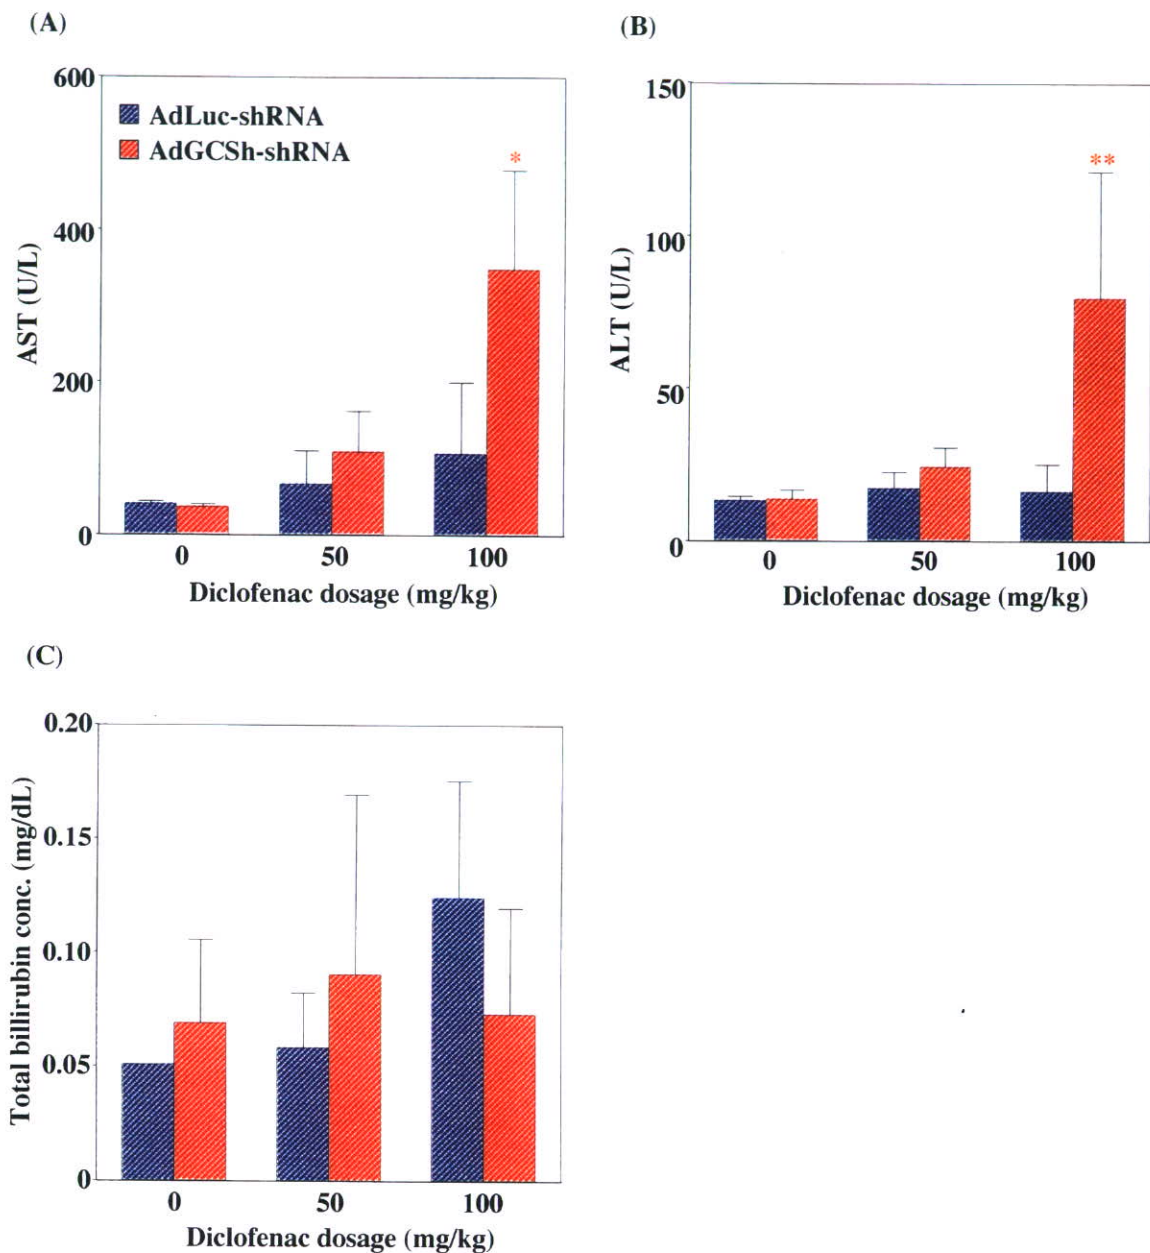 (A)
600
400
200
0
AST (U/L)
AdLuc-shRNA
AdGCSh-shRNA
*
0 50 100
Diclofenac dosage (mg/kg)
(B)
150
100
50
0
ALT (U/L)
**
0 50 100
Diclofenac dosage (mg/kg)
(C)
0.20
0.15
0.10
0.05
0
Total billirubin conc. (mg/dL)
0 50 100
Diclofenac dosage (mg/kg)